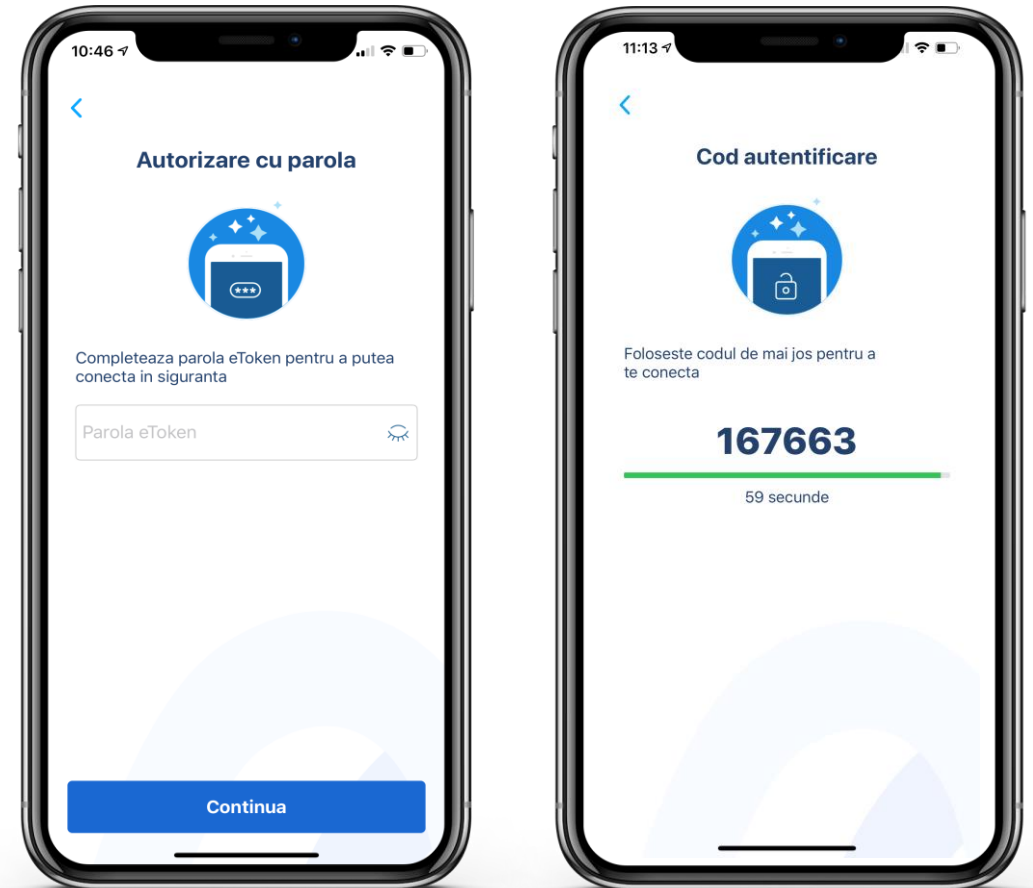 10:46
Autorizare cu parola
***
Completeaza parola eToken pentru a putea
conecta in siguranta
Parola eToken
Continua
11:13
Cod autentificare
Foloseste codul de mai jos pentru a
te conecta
167663
59 secunde